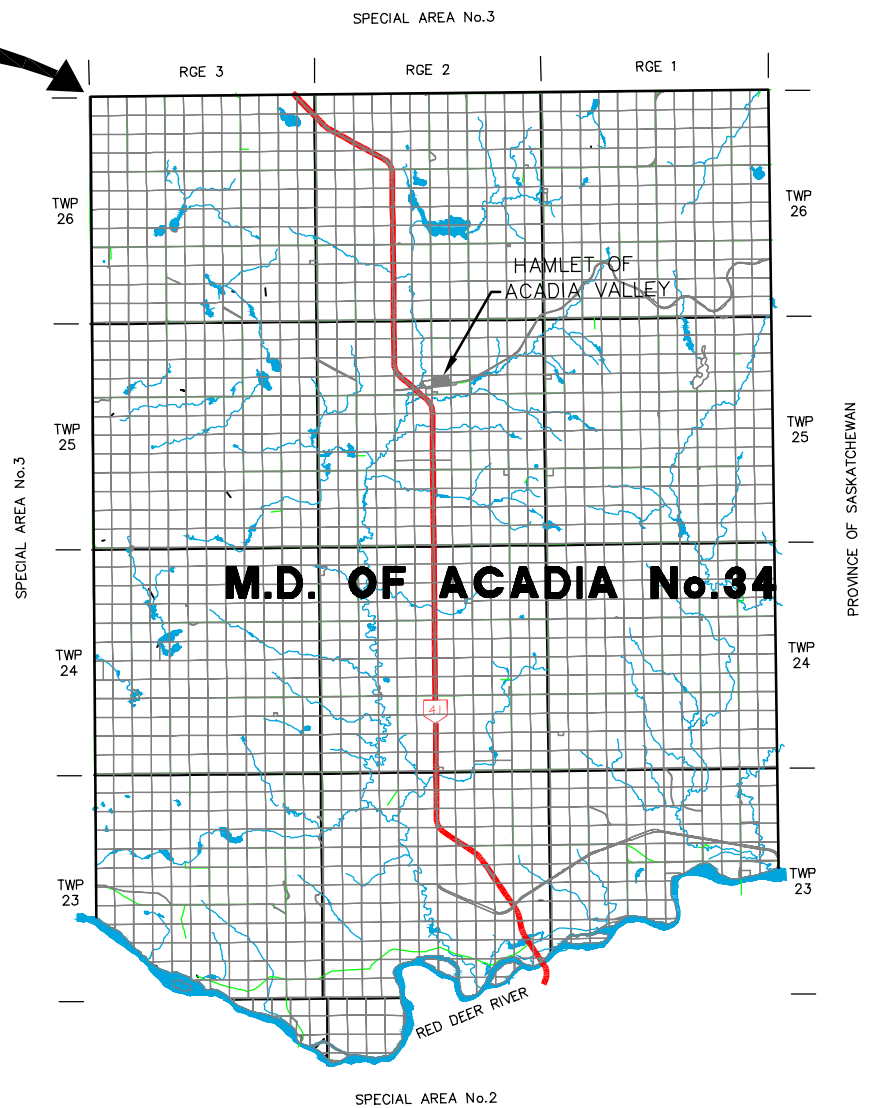 SPECIAL AREA No.3
RGE 3
RGE 2
RGE 1
TWP
26
TWP
26
HAMLET OF
ACADIA VALLEY
TWP
25
TWP
25
SPECIAL AREA No.3
PROVINCE OF SASKATCHEWAN
M.D. OF ACADIA No.34
TWP
24
TWP
24
41
TWP
23
TWP
23
RED DEER RIVER
SPECIAL AREA No.2